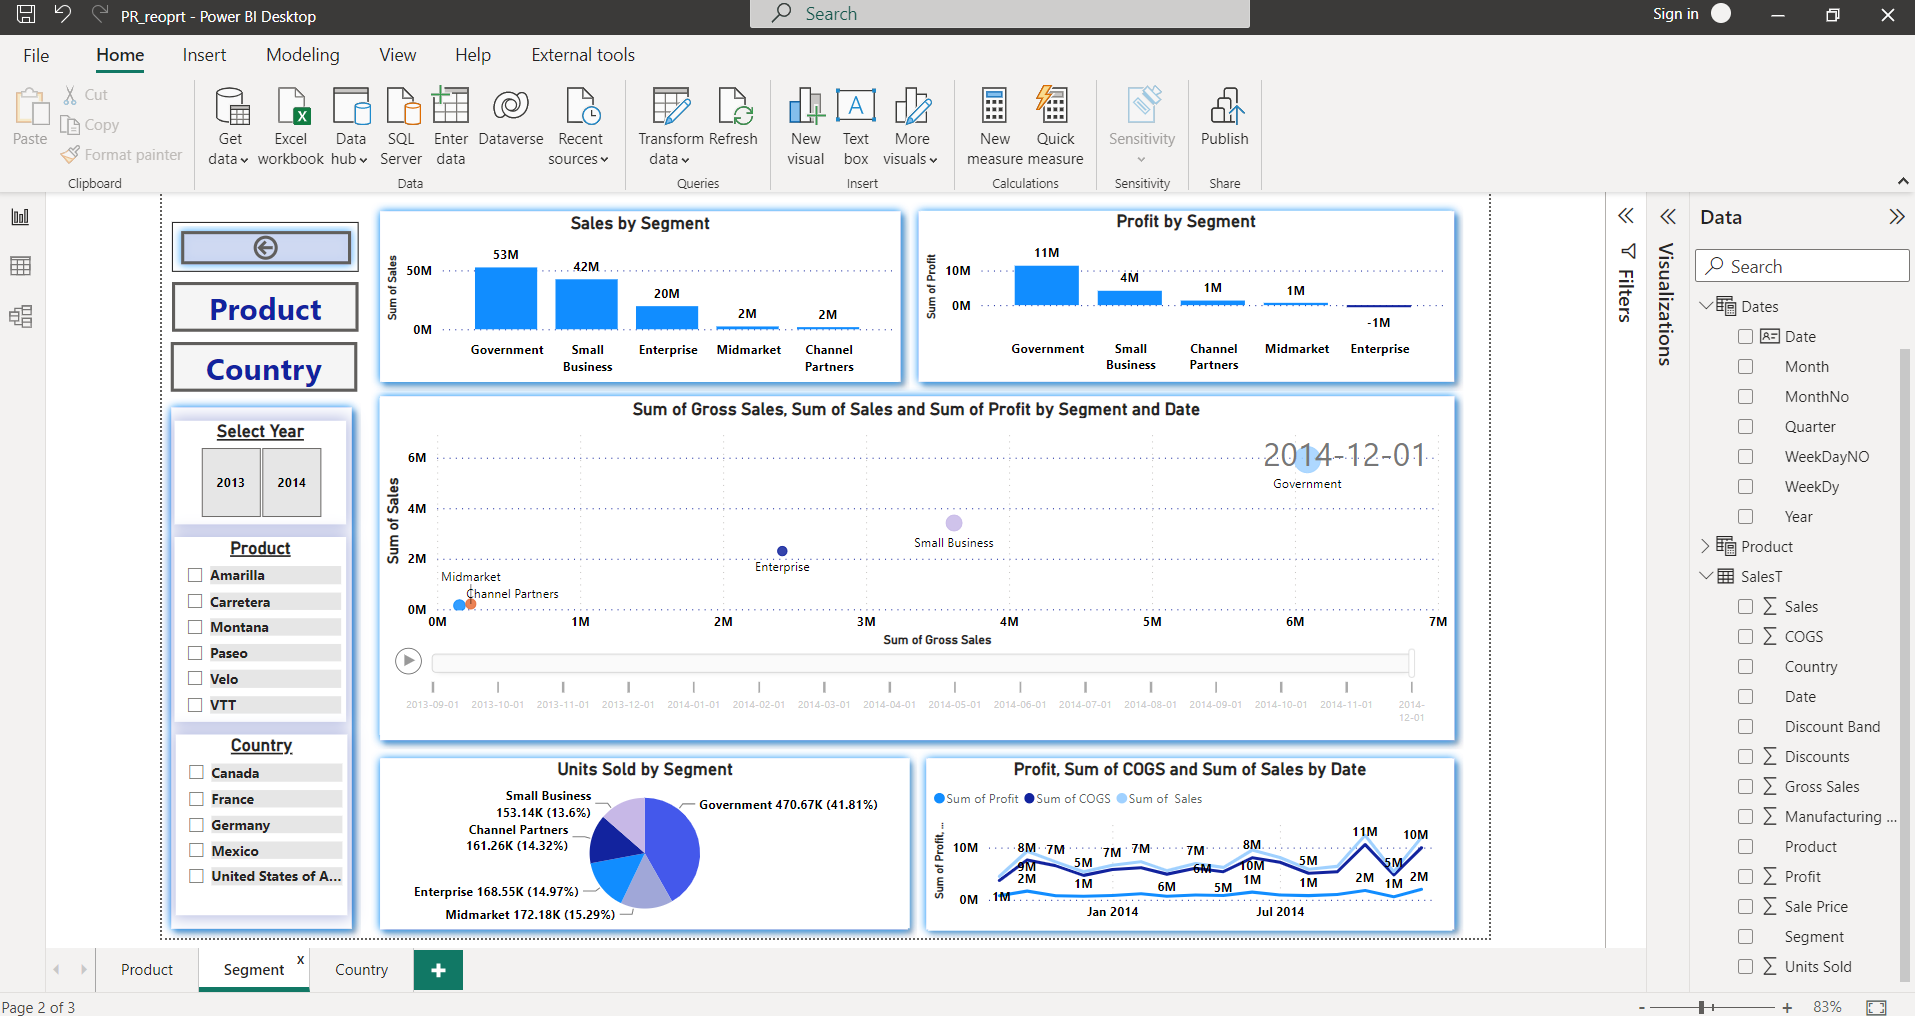 PR_reoprt - Power BI Desktop
Search
Sign in
File
Home
Insert
Modeling
View
Help
External tools
Paste
Cut
Copy
Format painter
Clipboard
Get
data
Excel
workbook
Data
hub
SQL
Server
Enter
data
Dataverse
Recent
sources
Data
Transform
data
Refresh
Queries
New
visual
Text
box
More
visuals
Insert
New
measure
Quick
measure
Calculations
Sensitivity
Sensitivity
Publish
Share
Product
Country
Select Year
2013
2014
Product
Amarilla
Carretera
Montana
Paseo
Velo
VTT
Country
Canada
France
Germany
Mexico
United States of A...
Sales by Segment
Sum of Sales
50M
0M
53M
42M
20M
2M
2M
Government
Small
Business
Enterprise
Midmarket
Channel
Partners
Profit by Segment
Sum of Profit
10M
0M
11M
4M
1M
1M
-1M
Government
Small
Business
Channel
Partners
Midmarket
Enterprise
Sum of Gross Sales, Sum of Sales and Sum of Profit by Segment and Date
2014-12-01
Sum of Sales
6M
4M
2M
0M
Government
Small Business
Enterprise
Midmarket
Channel Partners
0M
1M
2M
3M
4M
5M
6M
7M
Sum of Gross Sales
2013-09-01
2013-10-01
2013-11-01
2013-12-01
2014-01-01
2014-02-01
2014-03-01
2014-04-01
2014-05-01
2014-06-01
2014-07-01
2014-08-01
2014-09-01
2014-10-01
2014-11-01
2014-
12-01
Units Sold by Segment
Small Business
153.14K (13.6%)
Channel Partners
161.26K (14.32%)
Enterprise 168.55K (14.97%)
Midmarket 172.18K (15.29%)
Government 470.67K (41.81%)
Profit, Sum of COGS and Sum of Sales by Date
Sum of Profit
Sum of COGS
Sum of  Sales
Sum of Profit, ...
10M
0M
8M
7M
7M
7M
7M
8M
11M
10M
9M
5M
6M
10M
5M
5M
2M
1M
6M
5M
1M
1M
2M
1M
2M
1M
Jan 2014
Jul 2014
Filters
Visualizations
Data
Search
Dates
Date
Month
MonthNo
Quarter
WeekDayNO
WeekDy
Year
Product
SalesT
Sales
COGS
Country
Date
Discount Band
Discounts
Gross Sales
Manufacturing ...
Product
Profit
Sale Price
Segment
Units Sold
Product
Segment
x
Country
+
Page 2 of 3
- + 83%